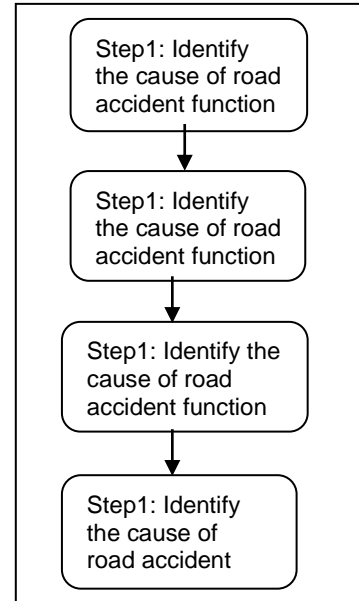 Step1: Identify
the cause of road
accident function
Step1: Identify
the cause of road
accident function
Step1: Identify the
cause of road
accident function
Step1: Identify
the cause of
road accident